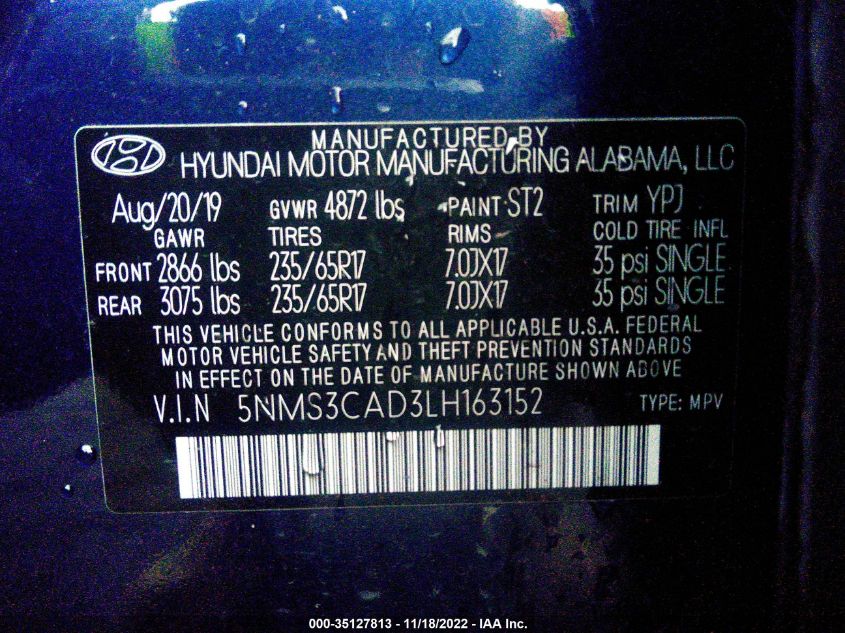 MANUFACTURED BY
HYUNDAI MOTOR MANUFACTURING ALABAMA, LLC
Aug/20/19 GVWR 4872 lbs PAINT ST2 TRIM YPJ
GAWR TIRES RIMS COLD TIRE INFL
FRONT 2866 lbs 235/65R17 7.0JX17 35 psi SINGLE
REAR 3075 lbs 235/65R17 7.0JX17 35 psi SINGLE
THIS VEHICLE CONFORMS TO ALL APPLICABLE U.S.A. FEDERAL
MOTOR VEHICLE SAFETY AND THEFT PREVENTION STANDARDS
IN EFFECT ON THE DATE OF MANUFACTURE SHOWN ABOVE
V.I.N 5NMS3CAD3LH163152 TYPE: MPV
000-35127813 - 11/18/2022 - IAA Inc.